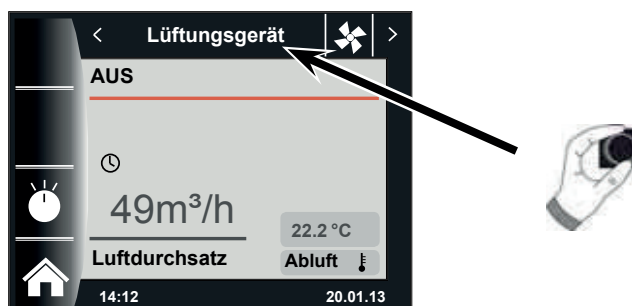 < Lüftungsgerät >
AUS
49m³/h
22.2 °C
Luftdurchsatz
Abluft
14:12 20.01.13